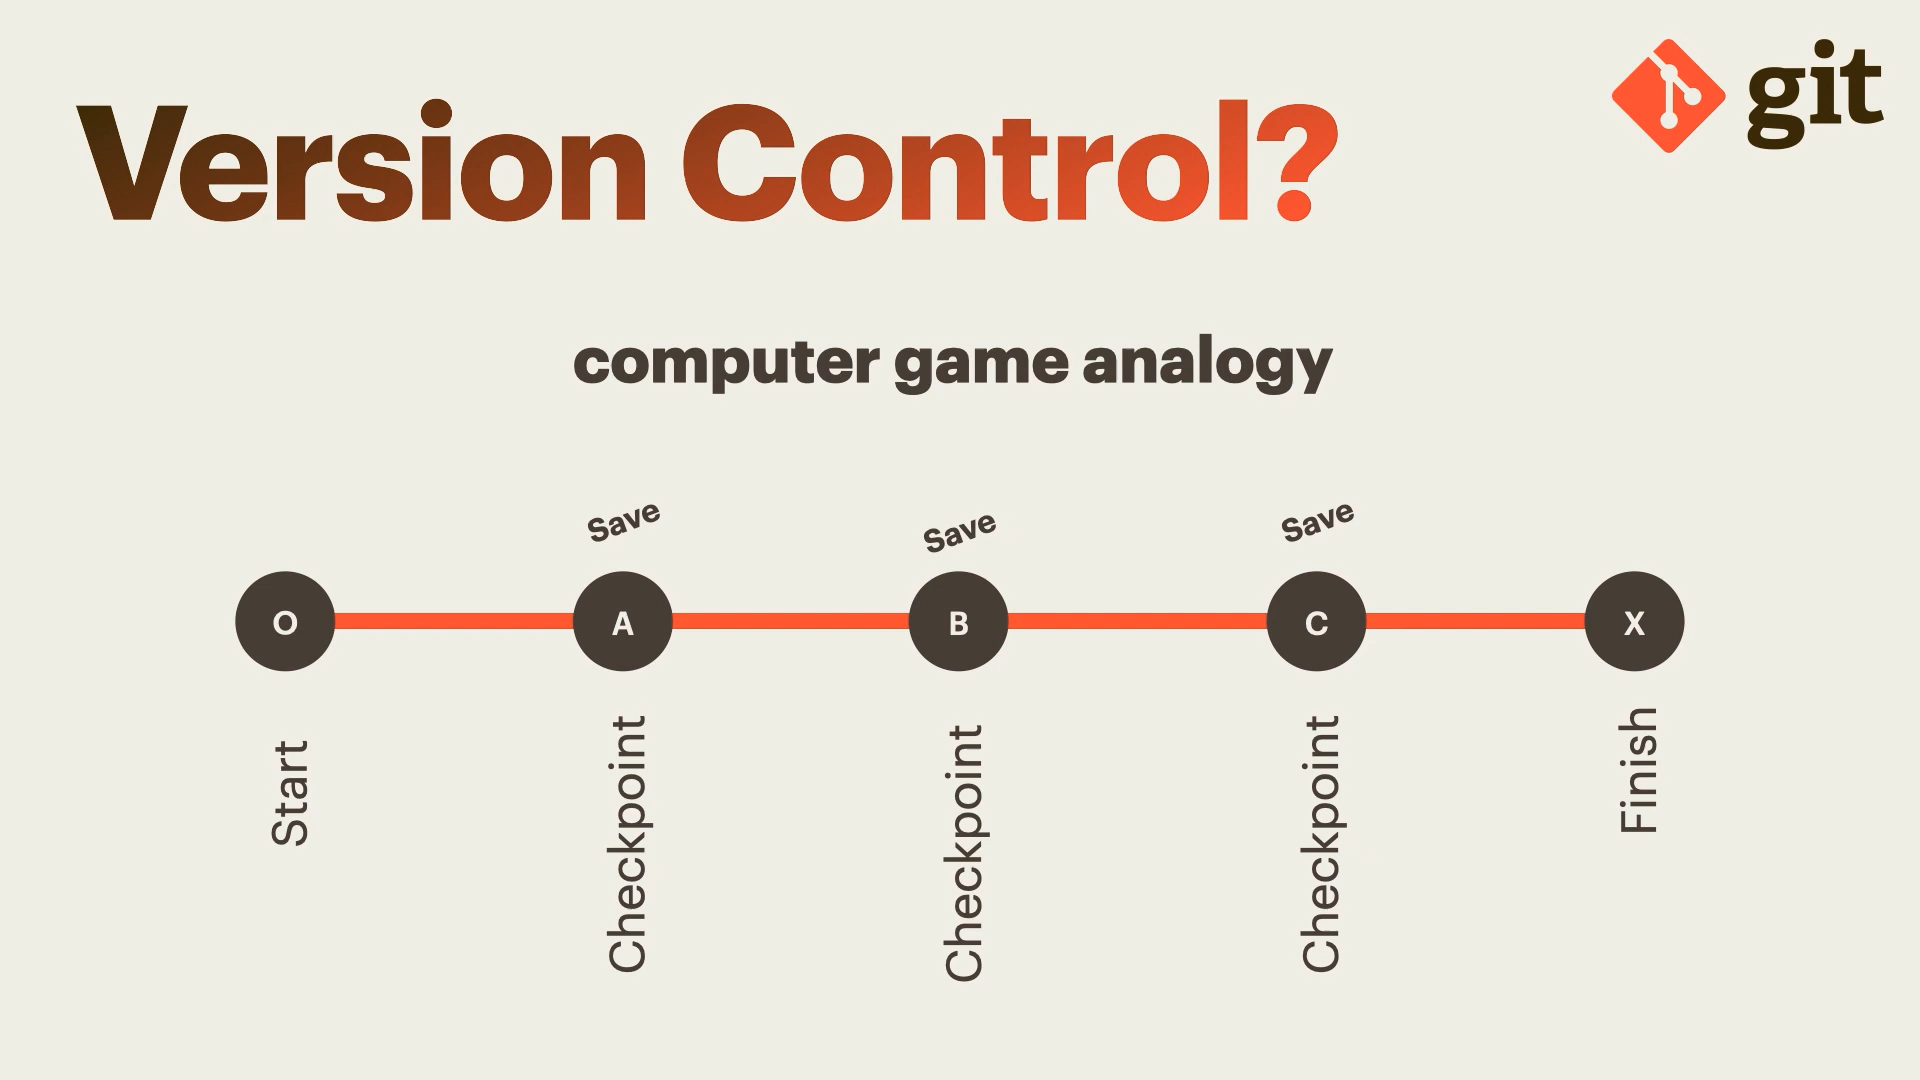 git
Version Control?
computer game analogy
Save
Save
Save
O
A
B
C
X
Start
Checkpoint
Checkpoint
Checkpoint
Finish